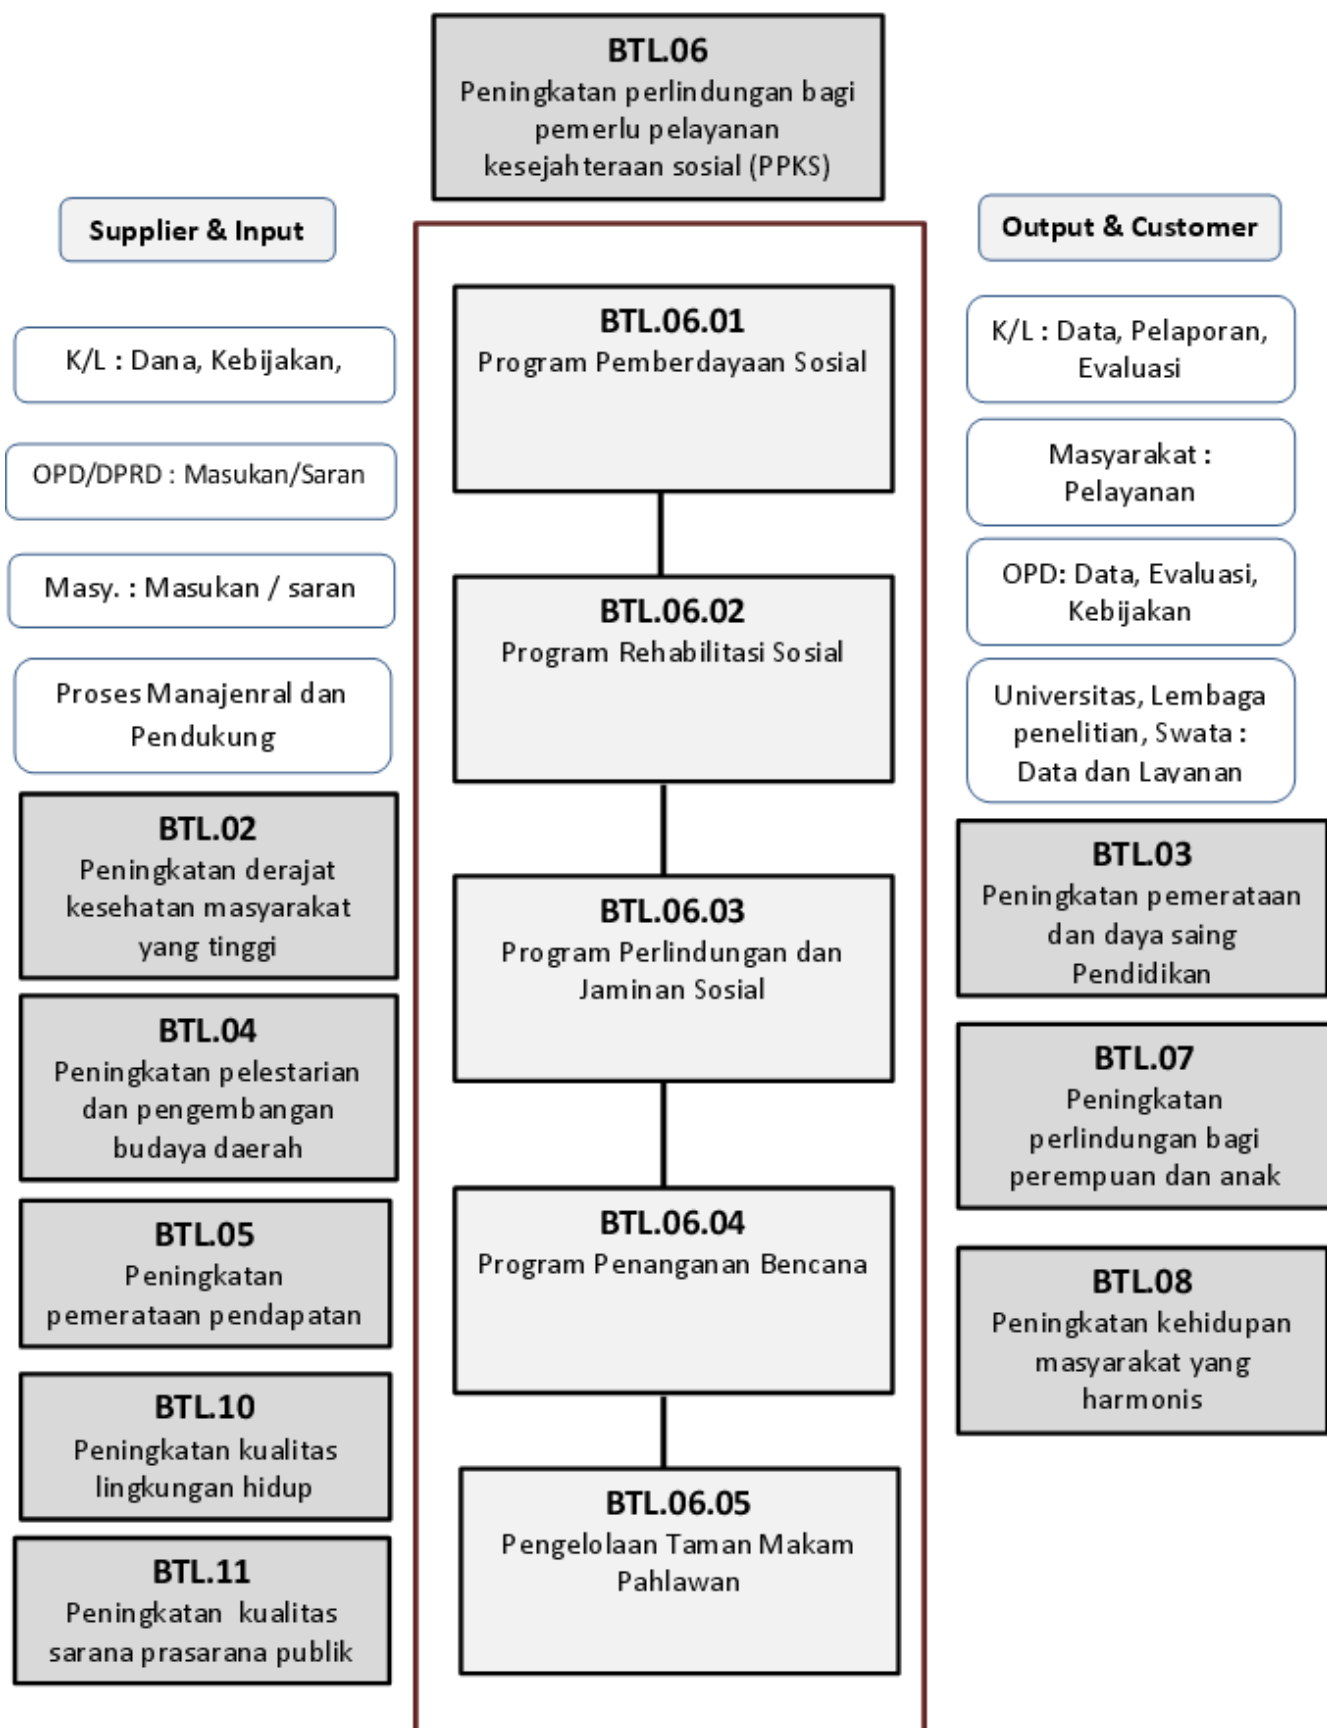 BTL.06
Peningkatan perlindungan bagi
pemerlu pelayanan
kesejahteraan sosial (PPKS)
Supplier & Input
K/L : Dana, Kebijakan,
OPD/DPRD : Masukan/Saran
Masy. : Masukan / saran
Proses Manajenral dan
Pendukung
BTL.02
Peningkatan derajat
kesehatan masyarakat
yang tinggi
BTL.04
Peningkatan pelestarian
dan pengembangan
budaya daerah
BTL.05
Peningkatan
pemerataan pendapatan
BTL.10
Peningkatan kualitas
lingkungan hidup
BTL.11
Peningkatan kualitas
sarana prasarana publik
BTL.06.01
Program Pemberdayaan Sosial
BTL.06.02
Program Rehabilitasi Sosial
BTL.06.03
Program Perlindungan dan
Jaminan Sosial
BTL.06.04
Program Penanganan Bencana
BTL.06.05
Pengelolaan Taman Makam
Pahlawan
Output & Customer
K/L : Data, Pelaporan,
Evaluasi
Masyarakat :
Pelayanan
OPD: Data, Evaluasi,
Kebijakan
Universitas, Lembaga
penelitian, Swata :
Data dan Layanan
BTL.03
Peningkatan pemerataan
dan daya saing
Pendidikan
BTL.07
Peningkatan
perlindungan bagi
perempuan dan anak
BTL.08
Peningkatan kehidupan
masyarakat yang
harmonis